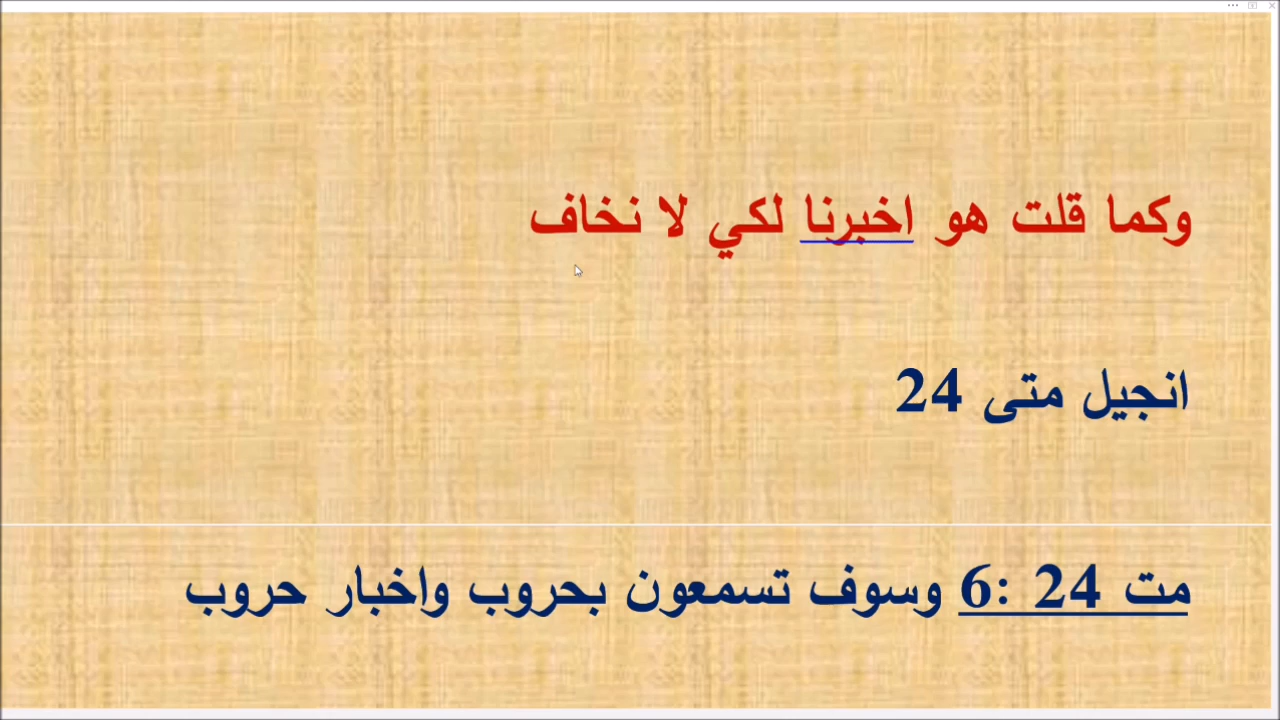 وكما قلت هو اخبرنا لكي لا نخاف
انجيل متى 24
مت 24 :6 وسوف تسمعون بحروب واخبار حروب